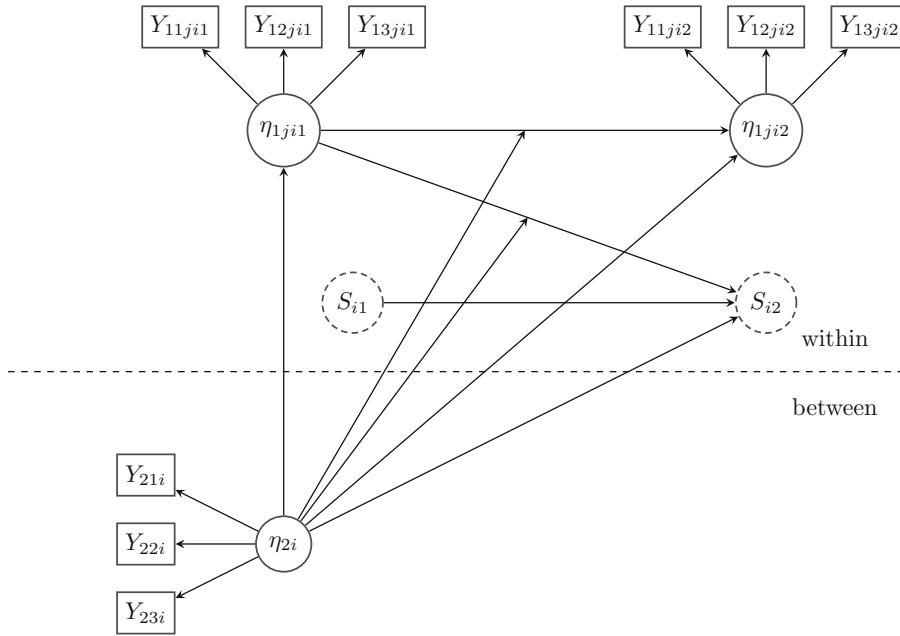 Y₁₁ⱼᵢ₁ Y₁₂ⱼᵢ₁ Y₁₃ⱼᵢ₁ Y₁₁ⱼᵢ₂ Y₁₂ⱼᵢ₂ Y₁₃ⱼᵢ₂
η₁ⱼᵢ₁ η₁ⱼᵢ₂
Sᵢ₁ Sᵢ₂
within
between
Y₂₁ᵢ
Y₂₂ᵢ η₂ᵢ
Y₂₃ᵢ